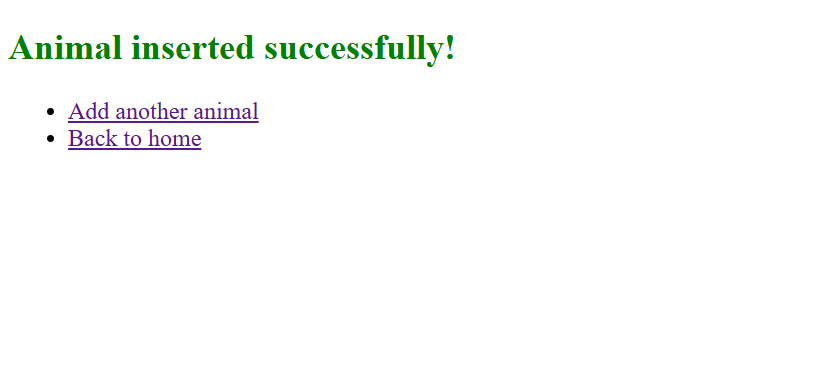 Animal inserted successfully!
Add another animal
Back to home